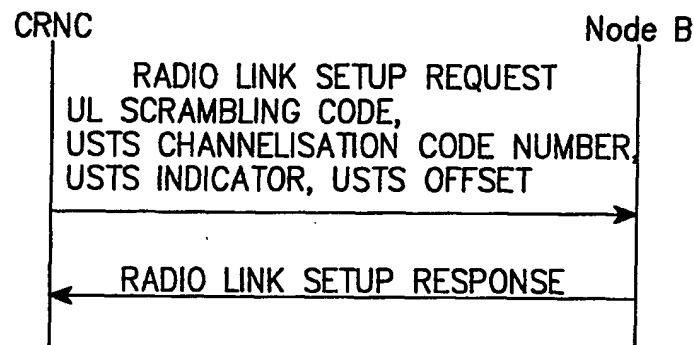 CRNC
Node B
RADIO LINK SETUP REQUEST
UL SCRAMBLING CODE,
USTS CHANNELISATION CODE NUMBER,
USTS INDICATOR, USTS OFFSET
RADIO LINK SETUP RESPONSE